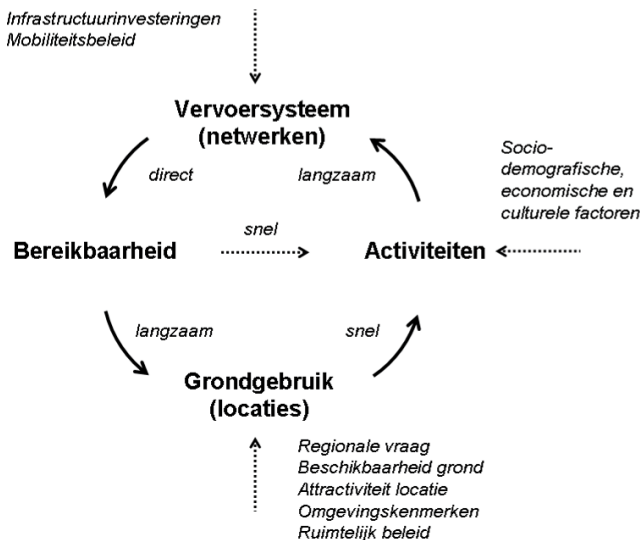 Infrastructuurinvesteringen
Mobiliteitsbeleid
Vervoersysteem
(netwerken)
Socio-
demografische,
economische en
culturele factoren
direct
langzaam
snel
Bereikbaarheid
Activiteiten
langzaam
snel
Grondgebruik
(locaties)
Regionale vraag
Beschikbaarheid grond
Attractiviteit locatie
Omgevingskenmerken
Ruimtelijk beleid